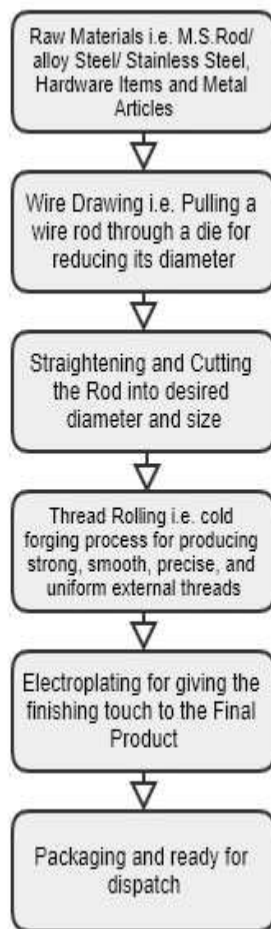 Raw Materials i.e. M.S.Rod/
alloy Steel/ Stainless Steel,
Hardware Items and Metal
Articles
Wire Drawing i.e. Pulling a
wire rod through a die for
reducing its diameter
Straightening and Cutting
the Rod into desired
diameter and size
Thread Rolling i.e. cold
forging process for producing
strong, smooth, precise, and
uniform external threads
Electroplating for giving the
finishing touch to the Final
Product
Packaging and ready for
dispatch